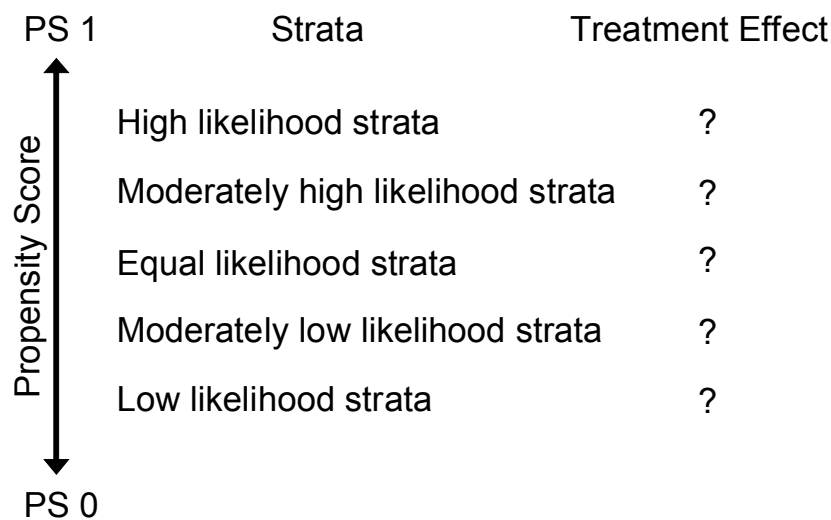 PS 1 Strata Treatment Effect
High likelihood strata ?
Moderately high likelihood strata ?
Equal likelihood strata ?
Moderately low likelihood strata ?
Low likelihood strata ?
Propensity Score
PS 0